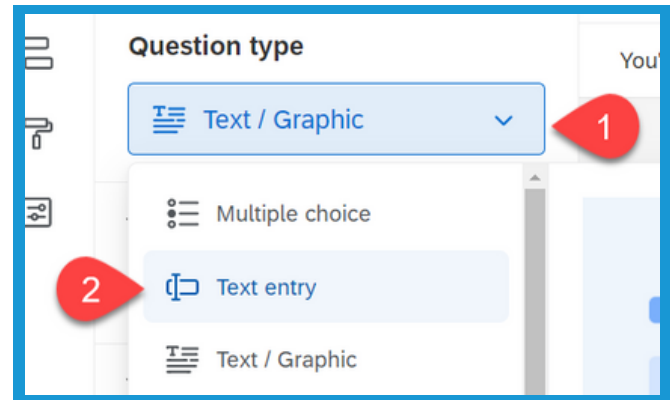 Question type
You'
Text / Graphic
1
Multiple choice
2
Text entry
Text / Graphic